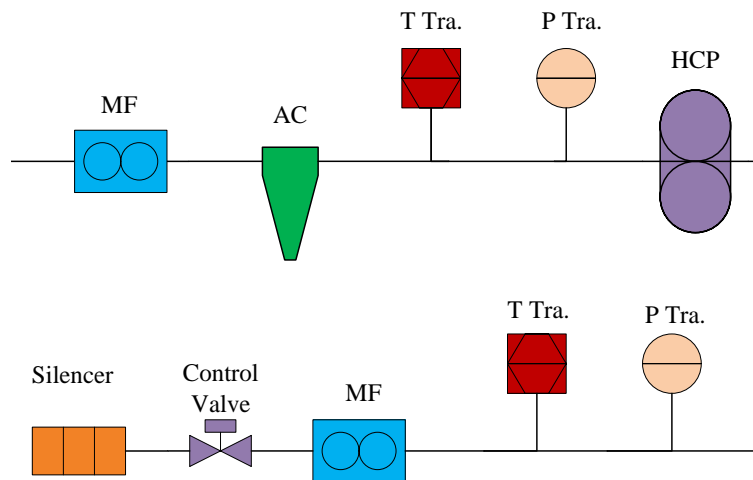 T Tra.
P Tra.
HCP
MF
AC
T Tra.
P Tra.
Silencer
Control
Valve
MF